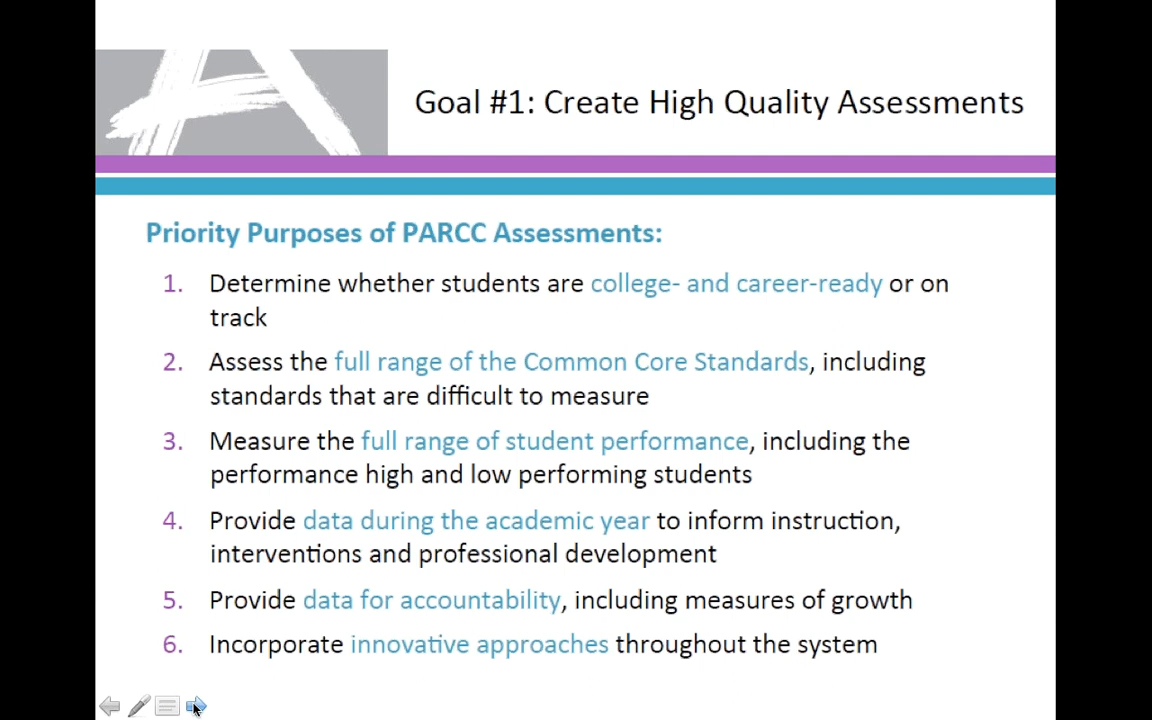 Goal #1: Create High Quality Assessments
Priority Purposes of PARCC Assessments:
1. Determine whether students are college- and career-ready or on
track
2. Assess the full range of the Common Core Standards, including
standards that are difficult to measure
3. Measure the full range of student performance, including the
performance high and low performing students
4. Provide data during the academic year to inform instruction,
interventions and professional development
5. Provide data for accountability, including measures of growth
6. Incorporate innovative approaches throughout the system